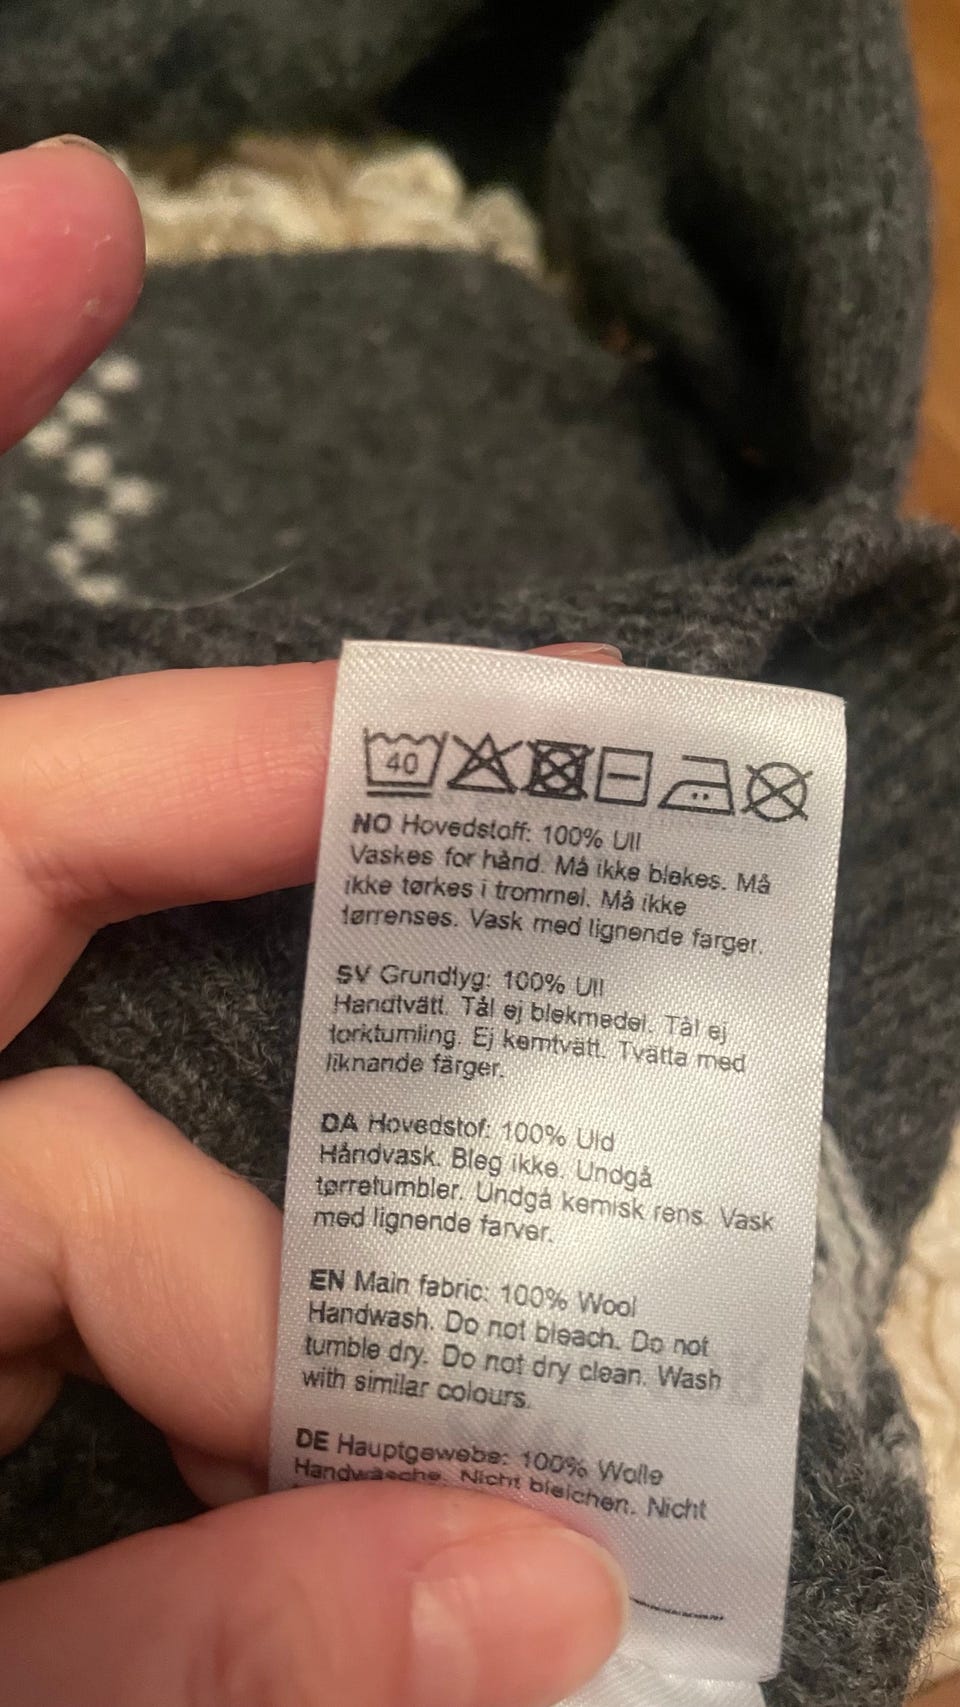 40
NO Hovedstoff: 100% Ull
Vaskes for hånd. Må ikke blekes. Må
ikke tørkes i trommel. Må ikke
tørrenses. Vask med lignende farger.
SV Grundtyg: 100% Ull
Handtvätt. Tål ej blekmedel. Tål ej
torktumling. Ej kemtvätt. Tvätta med
liknande färger.
DA Hovedstof: 100% Uld
Håndvask. Bleg ikke. Undgå
tørretumbler. Undgå kemisk rens. Vask
med lignende farver.
EN Main fabric: 100% Wool
Handwash. Do not bleach. Do not
tumble dry. Do not dry clean. Wash
with similar colours.
DE Hauptgewebe: 100% Wolle
Handwäsche. Nicht bleichen. Nicht